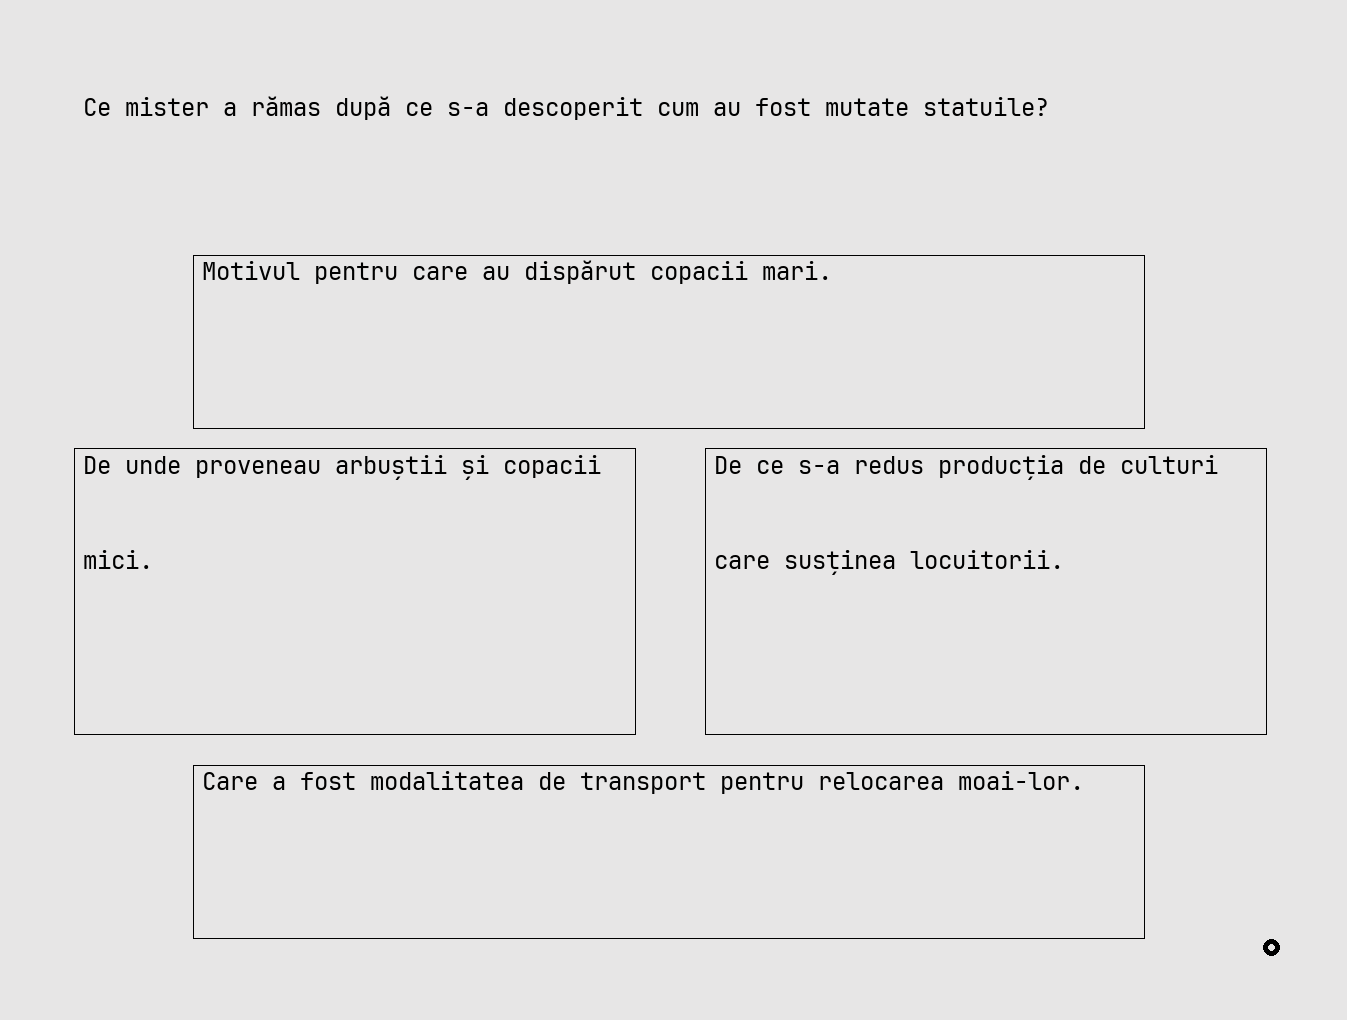 Ce mister a rămas după ce s-a descoperit cum au fost mutate statuile?
Motivul pentru care au dispărut copacii mari.
De unde proveneau arbuștii și copacii
mici.
De ce s-a redus producția de culturi
care susținea locuitorii.
Care a fost modalitatea de transport pentru relocarea moai-lor.